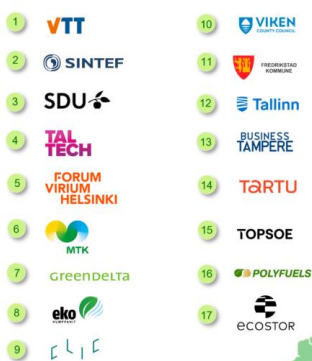 1 VTT
2 SINTEF
3 SDU
4 TAL
TECH
5 FORUM
VIRIUM
HELSINKI
6 MTK
7 GreenDeLTa
8 eko
9 CLIC
10 VIKEN
COUNTY COUNCIL
11 FREDRIKSTAD
KOMMUNE
12 Tallinn
13 BUSINESS
TAMPERE
14 TaRTU
15 TOPSOE
16 POLYFUELS
17 ecostor